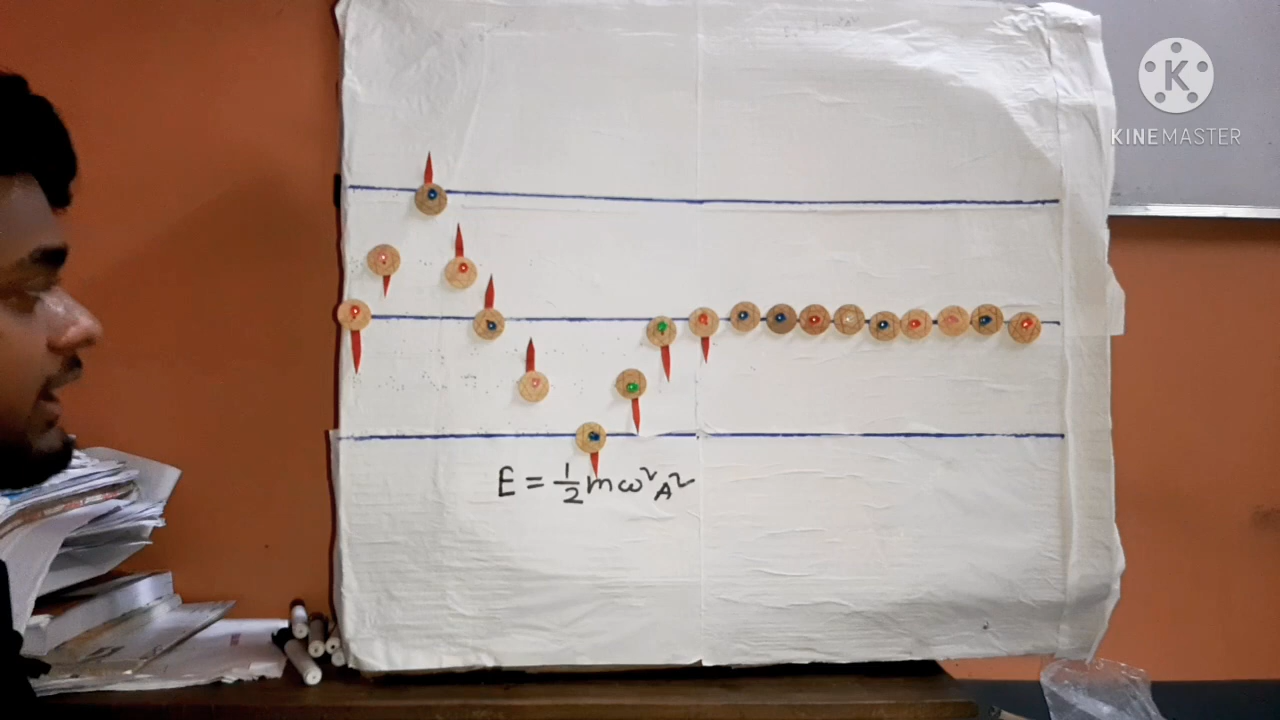 K
KINEMASTER
E = ½mω²A²